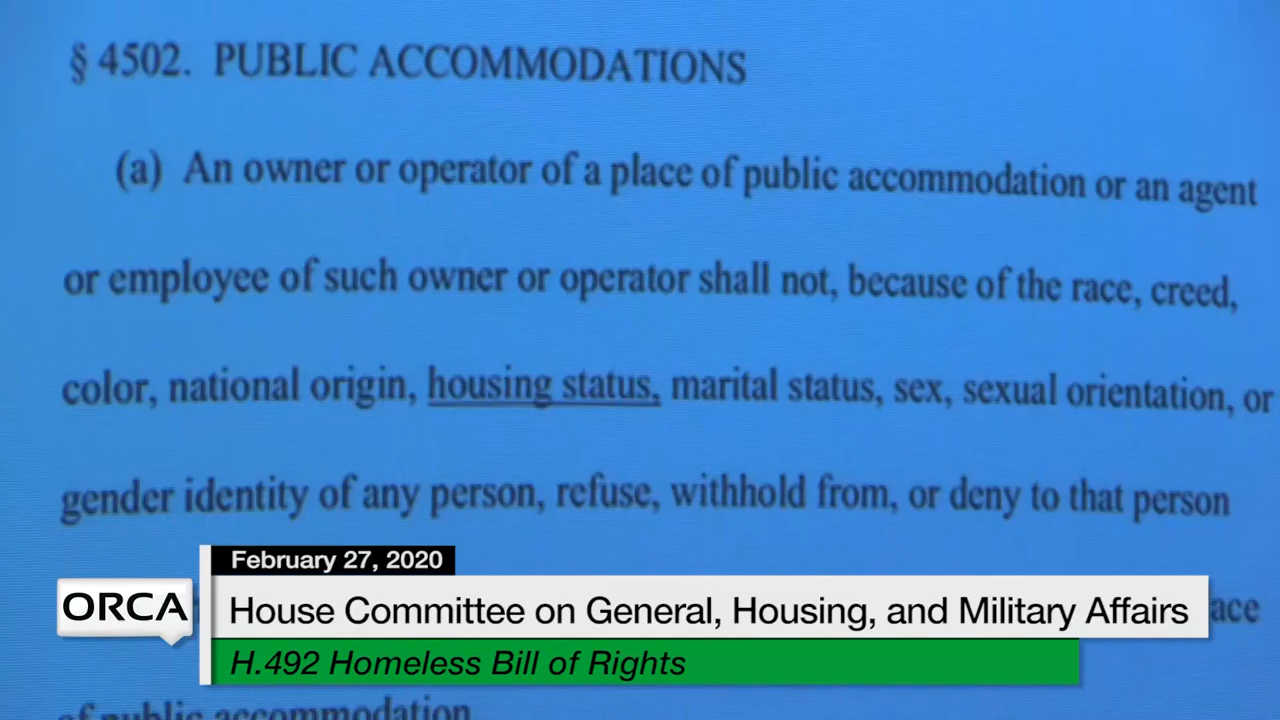 § 4502. PUBLIC ACCOMMODATIONS
(a) An owner or operator of a place of public accommodation or an agent
or employee of such owner or operator shall not, because of the race, creed,
color, national origin, housing status, marital status, sex, sexual orientation, or
gender identity of any person, refuse, withhold from, or deny to that person
February 27, 2020
ORCA
House Committee on General, Housing, and Military Affairs
H.492 Homeless Bill of Rights
of public accommodation.